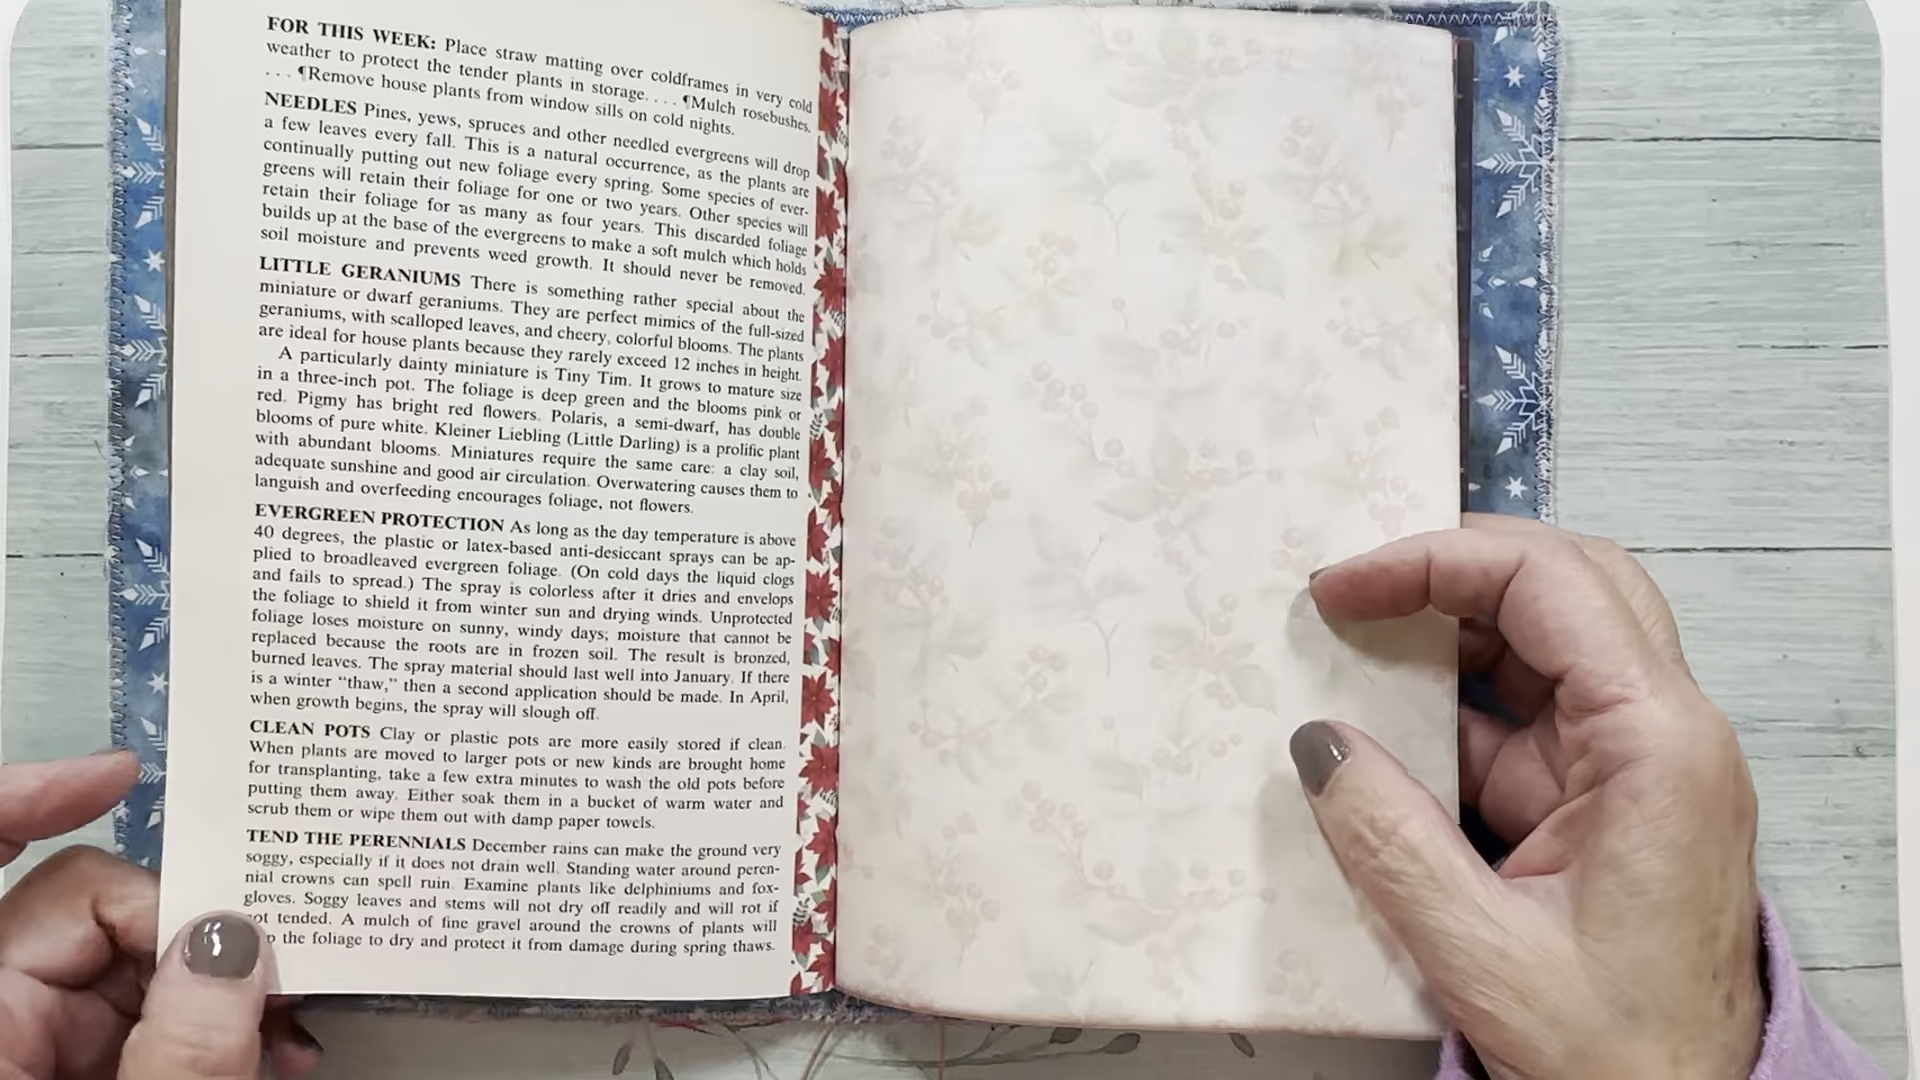 FOR THIS WEEK: Place straw matting over coldframes in very cold
weather to protect the tender plants in storage. . . . ¶Mulch rosebushes.
. . . ¶Remove house plants from window sills on cold nights.
NEEDLES Pines, yews, spruces and other needled evergreens will drop
a few leaves every fall. This is a natural occurrence, as the plants are
continually putting out new foliage every spring. Some species of ever-
greens will retain their foliage for one or two years. Other species will
retain their foliage for as many as four years. This discarded foliage
builds up at the base of the evergreens to make a soft mulch which holds
soil moisture and prevents weed growth. It should never be removed.
LITTLE GERANIUMS There is something rather special about the
miniature or dwarf geraniums. They are perfect mimics of the full-sized
geraniums, with scalloped leaves, and cheery, colorful blooms. The plants
are ideal for house plants because they rarely exceed 12 inches in height.
A particularly dainty miniature is Tiny Tim. It grows to mature size
in a three-inch pot. The foliage is deep green and the blooms pink or
red. Pigmy has bright red flowers. Polaris, a semi-dwarf, has double
blooms of pure white. Kleiner Liebling (Little Darling) is a prolific plant
with abundant blooms. Miniatures require the same care: a clay soil,
adequate sunshine and good air circulation. Overwatering causes them to
languish and overfeeding encourages foliage, not flowers.
EVERGREEN PROTECTION As long as the day temperature is above
40 degrees, the plastic or latex-based anti-desiccant sprays can be ap-
plied to broadleaved evergreen foliage. (On cold days the liquid clogs
and fails to spread.) The spray is colorless after it dries and envelops
the foliage to shield it from winter sun and drying winds. Unprotected
foliage loses moisture on sunny, windy days; moisture that cannot be
replaced because the roots are in frozen soil. The result is bronzed,
burned leaves. The spray material should last well into January. If there
is a winter “thaw,” then a second application should be made. In April,
when growth begins, the spray will slough off.
CLEAN POTS Clay or plastic pots are more easily stored if clean.
When plants are moved to larger pots or new kinds are brought home
for transplanting, take a few extra minutes to wash the old pots before
putting them away. Either soak them in a bucket of warm water and
scrub them or wipe them out with damp paper towels.
TEND THE PERENNIALS December rains can make the ground very
soggy, especially if it does not drain well. Standing water around peren-
nial crowns can spell ruin. Examine plants like delphiniums and fox-
gloves. Soggy leaves and stems will not dry off readily and will rot if
tended. A mulch of fine gravel around the crowns of plants will
the foliage to dry and protect it from damage during spring thaws.